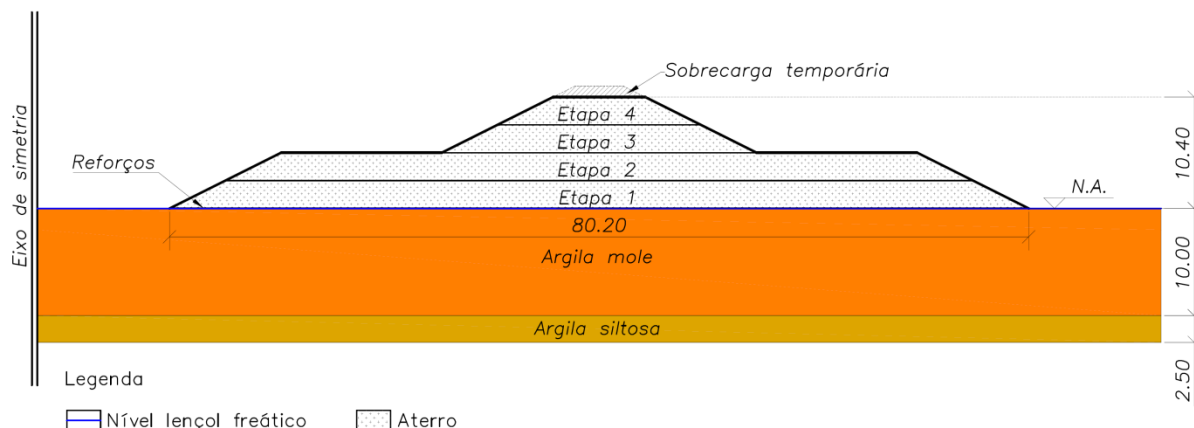 Sobrecarga temporária
Etapa 4
Etapa 3
Etapa 2
Etapa 1
Reforços
Eixo de simetria
N.A.
10.40
80.20
Argila mole
10.00
Argila siltosa
2.50
Legenda
Nível lençol freático
Aterro